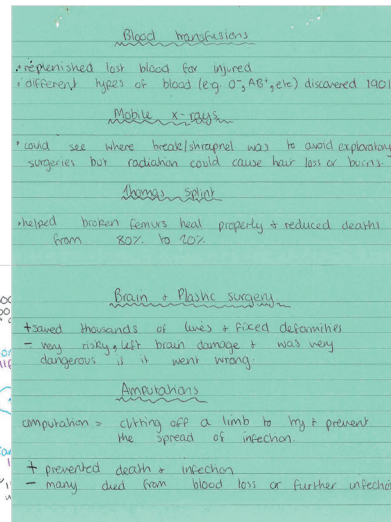 Blood transfusions
• replenished lost blood for injured
• different types of blood (e.g. O⁻, AB⁺, etc) discovered 1901
Mobile x-rays
• could see where break/shrapnel was to avoid exploratory
surgeries but radiation could cause hair loss or burns.
Thomas Splint
• helped broken femurs heal properly + reduced deaths
from 80% to 20%
Brain + Plastic surgery
+ saved thousands of lives + fixed deformities
- very risky, left brain damage + was very
dangerous if it went wrong.
Amputations
amputation = cutting off a limb to try + prevent
the spread of infection.
+ prevented death + infection
- many died from blood loss or further infection